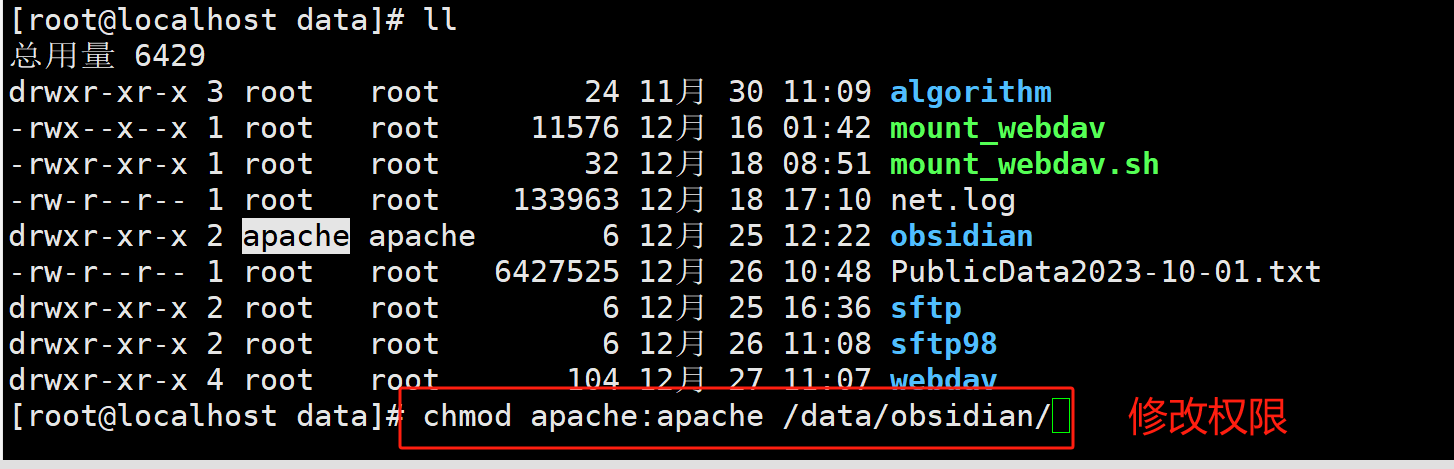 [root@localhost data]# ll
总用量 6429
drwxr-xr-x 3 root   root        24 11月 30 11:09 algorithm
-rwx--x--x 1 root   root     11576 12月 16 01:42 mount_webdav
-rwxr-xr-x 1 root   root        32 12月 18 08:51 mount_webdav.sh
-rw-r--r-- 1 root   root    133963 12月 18 17:10 net.log
drwxr-xr-x 2 apache apache       6 12月 25 12:22 obsidian
-rw-r--r-- 1 root   root   6427525 12月 26 10:48 PublicData2023-10-01.txt
drwxr-xr-x 2 root   root         6 12月 25 16:36 sftp
drwxr-xr-x 2 root   root         6 12月 26 11:08 sftp98
drwxr-xr-x 4 root   root       104 12月 27 11:07 webdav
[root@localhost data]# chmod apache:apache /data/obsidian/ 修改权限